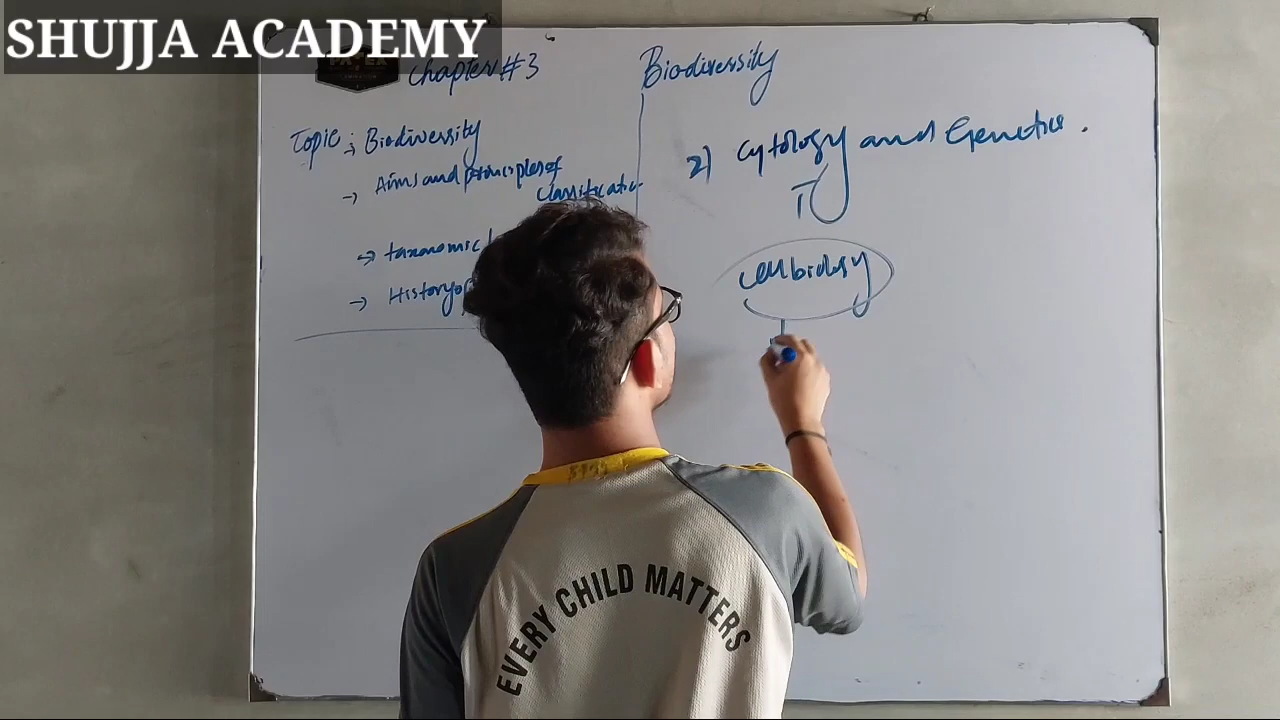 SHUJJA ACADEMY
Chapter # 3
Biodiversity
Topic: Biodiversity
→ Aims and principles of
classification
→ taxonomic
→ History of
2) Cytology and Genetics.
cell biology
EVERY CHILD MATTERS